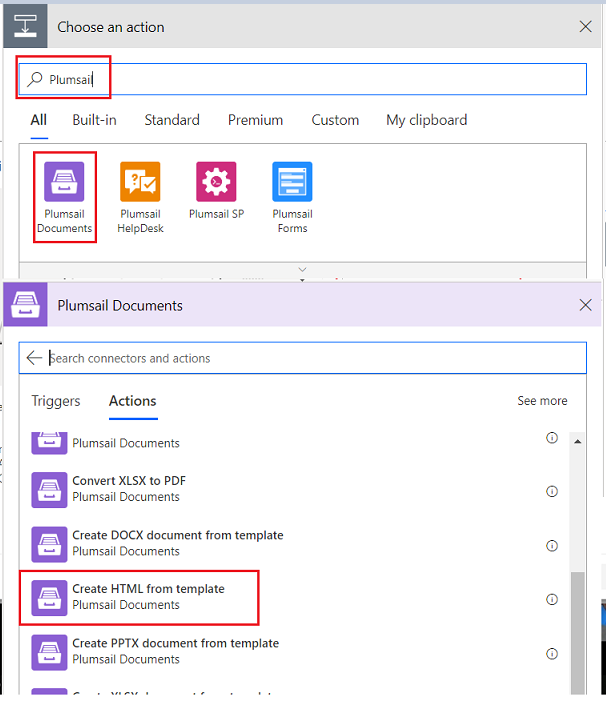 Choose an action
Plumsail
All Built-in Standard Premium Custom My clipboard
Plumsail Documents
Plumsail HelpDesk
Plumsail SP
Plumsail Forms
Plumsail Documents
Search connectors and actions
Triggers Actions See more
Plumsail Documents
Convert XLSX to PDF
Plumsail Documents
Create DOCX document from template
Plumsail Documents
Create HTML from template
Plumsail Documents
Create PPTX document from template
Plumsail Documents